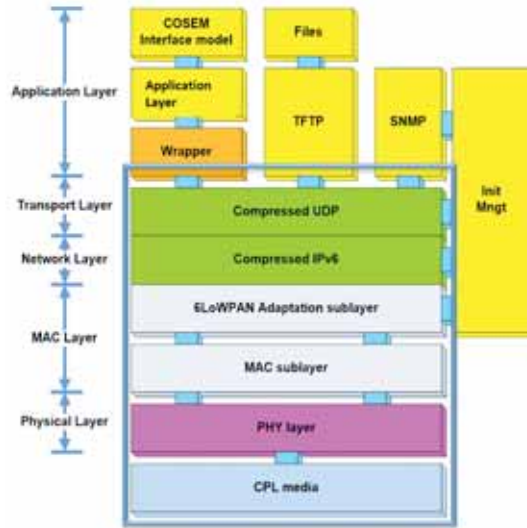 COSEM
Interface model
Files
Application Layer
Application
Layer
TFTP
SNMP
Wrapper
Init
Mngt
Transport Layer
Compressed UDP
Network Layer
Compressed IPv6
6LoWPAN Adaptation sublayer
MAC Layer
MAC sublayer
Physical Layer
PHY layer
CPL media